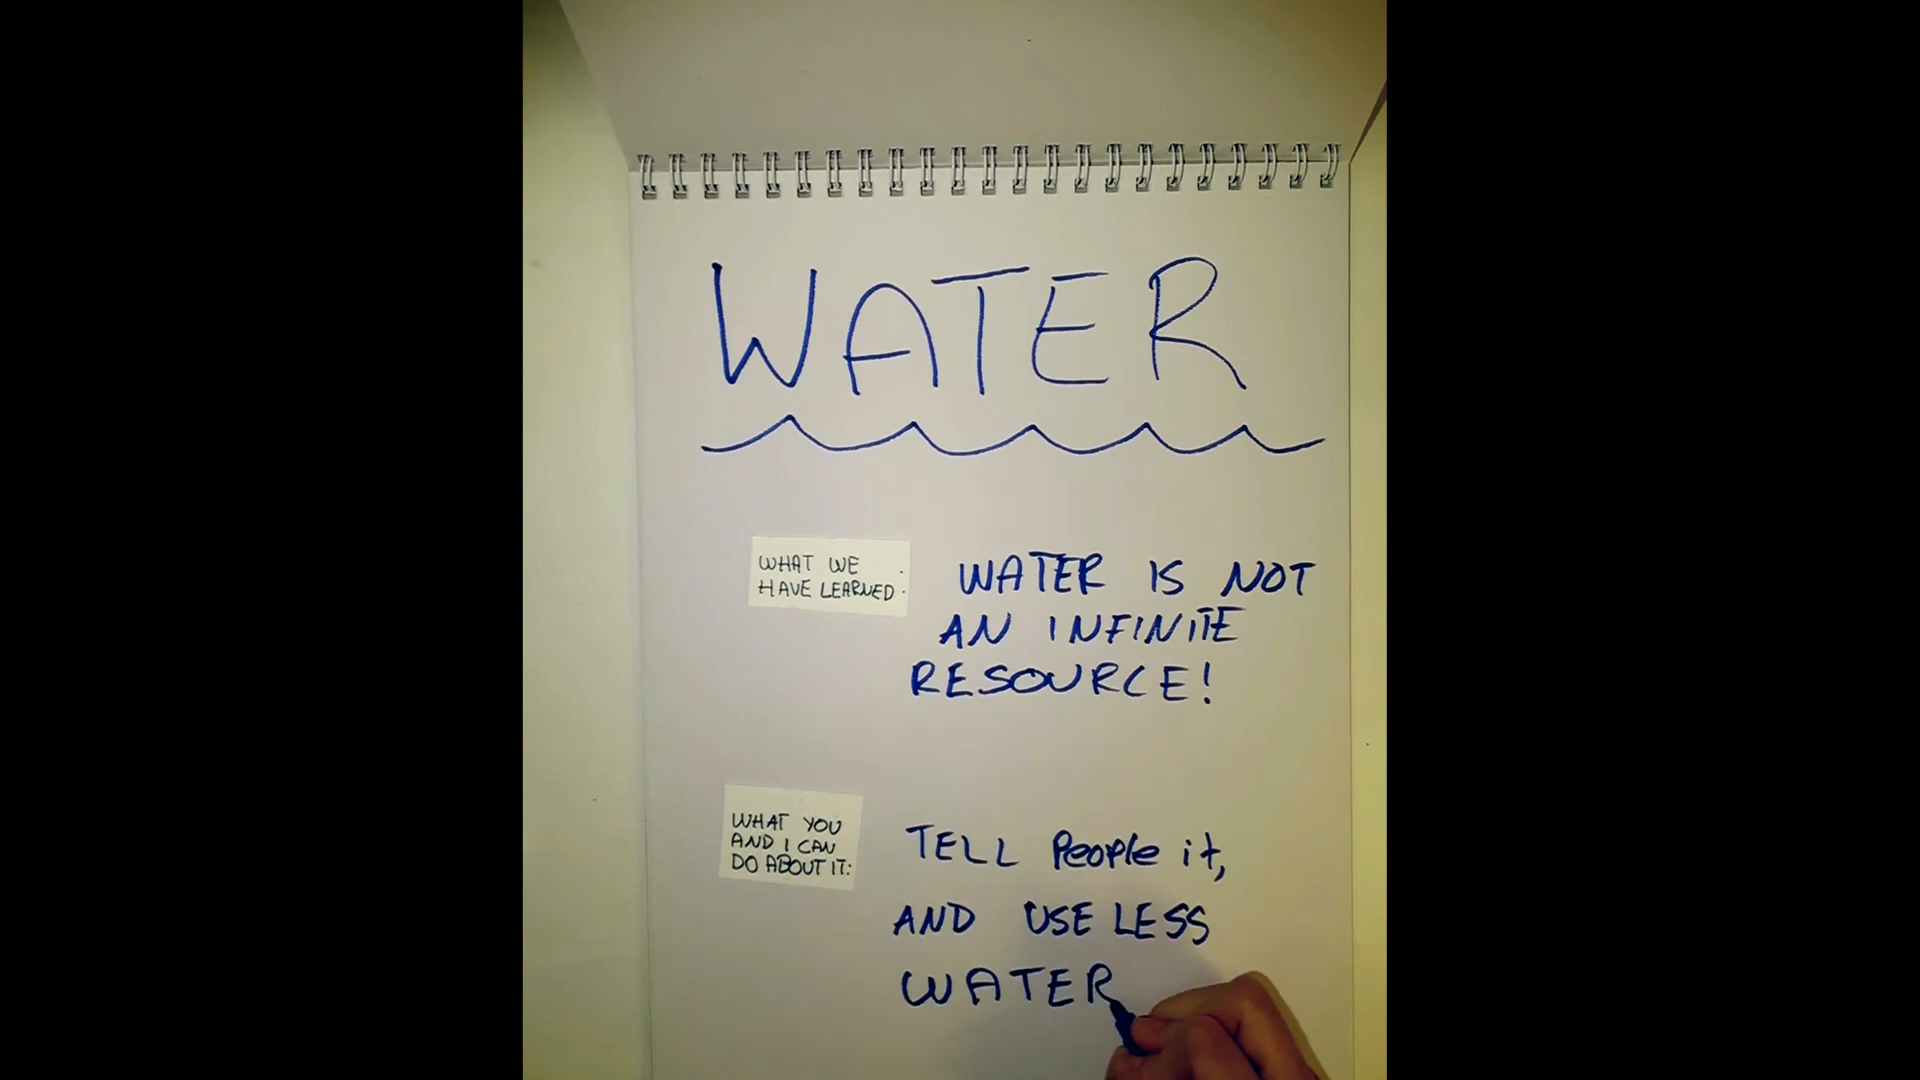 WATER
WHAT WE
HAVE LEARNED
WATER IS NOT
AN INFINITE
RESOURCE!
WHAT YOU
AND I CAN
DO ABOUT IT:
TELL People it,
AND USE LESS
WATER